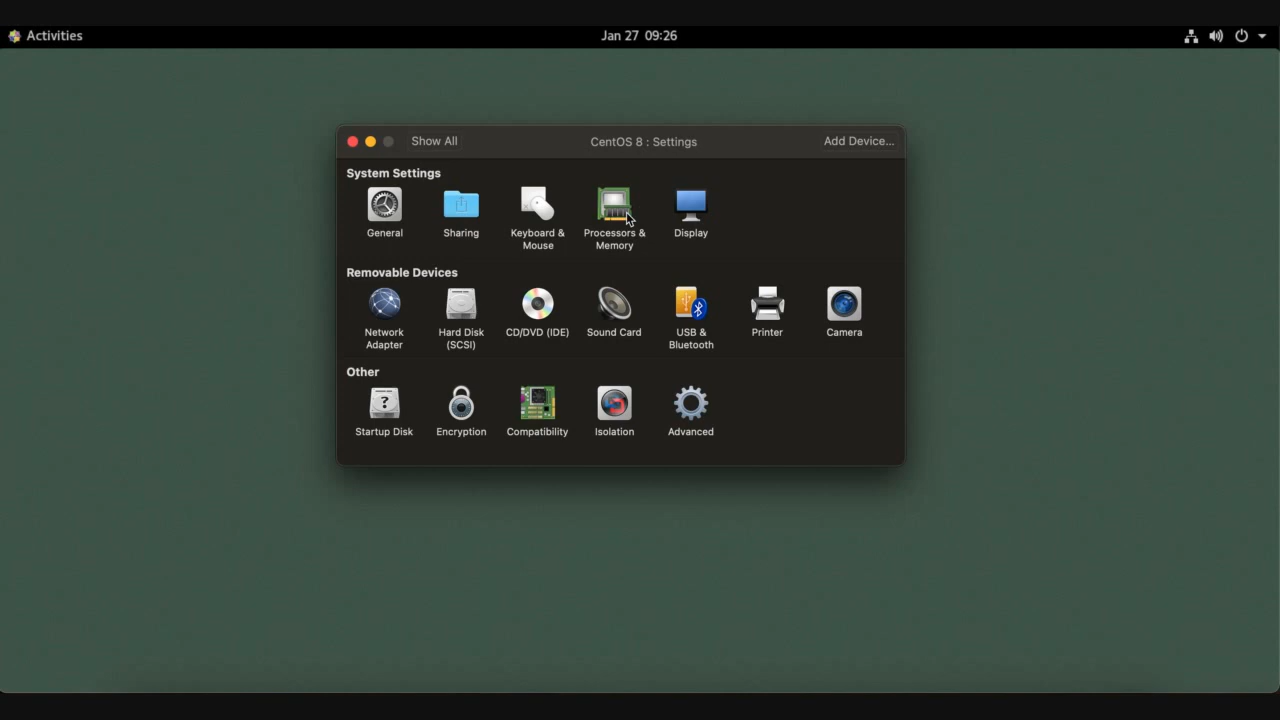 Activities
Jan 27 09:26
Show All
CentOS 8 : Settings
Add Device...
System Settings
General
Sharing
Keyboard &
Mouse
Processors &
Memory
Display
Removable Devices
Network
Adapter
Hard Disk
(SCSI)
CD/DVD (IDE)
Sound Card
USB &
Bluetooth
Printer
Camera
Other
?
Startup Disk
Encryption
Compatibility
Isolation
Advanced